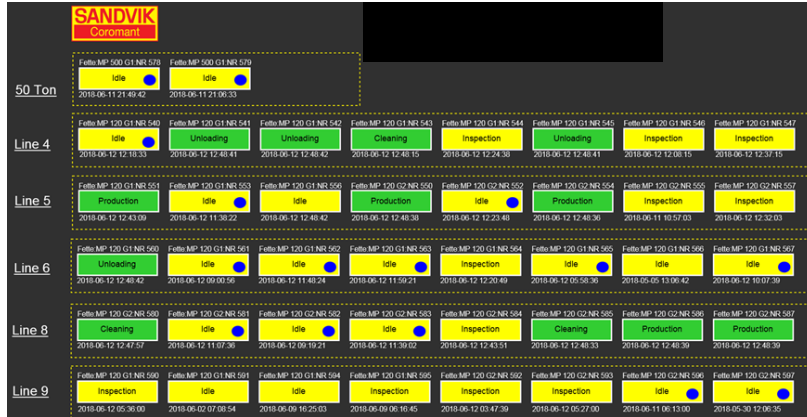 SANDVIK
Coromant
Fette:MP 500 G1:NR 578 Fette:MP 500 G1:NR 579
Idle Idle
50 Ton
2018-06-11 21:49:42 2018-06-11 21:06:33
Fette:MP 120 G1:NR 540 Fette:MP 120 G1:NR 541 Fette:MP 120 G1:NR 542 Fette:MP 120 G1:NR 543 Fette:MP 120 G1:NR 544 Fette:MP 120 G1:NR 545 Fette:MP 120 G1:NR 546 Fette:MP 120 G1:NR 547
Line 4 Idle Unloading Unloading Cleaning Inspection Unloading Inspection Inspection
2018-06-12 12:18:33 2018-06-12 12:48:41 2018-06-12 12:48:42 2018-06-12 12:48:15 2018-06-12 12:24:38 2018-06-12 12:48:41 2018-06-12 12:08:15 2018-06-12 12:37:15
Fette:MP 120 G1:NR 551 Fette:MP 120 G1:NR 553 Fette:MP 120 G1:NR 556 Fette:MP 120 G2:NR 550 Fette:MP 120 G2:NR 552 Fette:MP 120 G2:NR 554 Fette:MP 120 G2:NR 555 Fette:MP 120 G2:NR 557
Line 5 Production Idle Idle Production Idle Production Inspection Inspection
2018-06-12 12:43:09 2018-06-12 11:38:22 2018-06-12 12:48:42 2018-06-12 12:48:38 2018-06-12 12:23:48 2018-06-12 12:48:36 2018-06-11 10:57:03 2018-06-12 12:32:03
Fette:MP 120 G1:NR 560 Fette:MP 120 G1:NR 561 Fette:MP 120 G1:NR 562 Fette:MP 120 G1:NR 563 Fette:MP 120 G1:NR 564 Fette:MP 120 G1:NR 565 Fette:MP 120 G1:NR 566 Fette:MP 120 G1:NR 567
Line 6 Unloading Idle Idle Idle Inspection Idle Idle Idle
2018-06-12 12:48:42 2018-06-12 09:00:56 2018-06-12 11:48:24 2018-06-12 11:59:21 2018-06-12 12:20:49 2018-06-12 05:58:36 2018-05-05 13:06:42 2018-06-12 10:07:39
Fette:MP 120 G2:NR 580 Fette:MP 120 G2:NR 581 Fette:MP 120 G2:NR 582 Fette:MP 120 G2:NR 583 Fette:MP 120 G2:NR 584 Fette:MP 120 G2:NR 585 Fette:MP 120 G2:NR 586 Fette:MP 120 G2:NR 587
Line 8 Cleaning Idle Idle Idle Inspection Cleaning Production Production
2018-06-12 12:47:57 2018-06-12 11:07:36 2018-06-12 09:19:21 2018-06-12 11:39:02 2018-06-12 12:43:51 2018-06-12 12:48:33 2018-06-12 12:48:39 2018-06-12 12:48:39
Fette:MP 120 G1:NR 590 Fette:MP 120 G1:NR 591 Fette:MP 120 G1:NR 594 Fette:MP 120 G1:NR 595 Fette:MP 120 G2:NR 592 Fette:MP 120 G2:NR 593 Fette:MP 120 G2:NR 596 Fette:MP 120 G2:NR 597
Line 9 Inspection Idle Idle Inspection Inspection Inspection Idle Idle
2018-06-12 05:36:00 2018-06-02 07:08:54 2018-06-09 16:25:03 2018-06-09 06:16:45 2018-06-12 03:47:39 2018-06-12 05:27:00 2018-06-11 06:13:00 2018-05-30 12:06:35